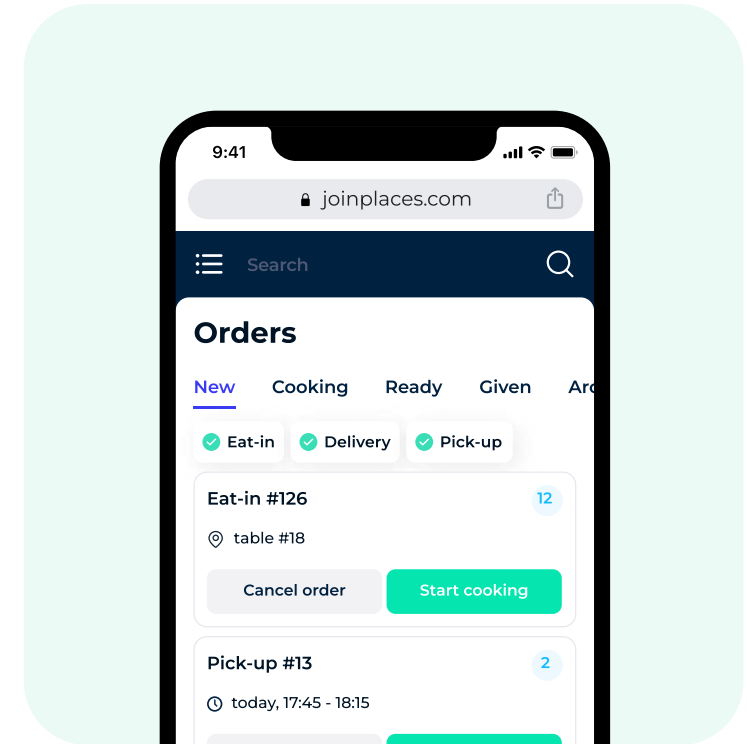 9:41
joinplaces.com
Search
Orders
New Cooking Ready Given
Eat-in Delivery Pick-up
Eat-in #126 12
table #18
Cancel order Start cooking
Pick-up #13 2
today, 17:45 - 18:15